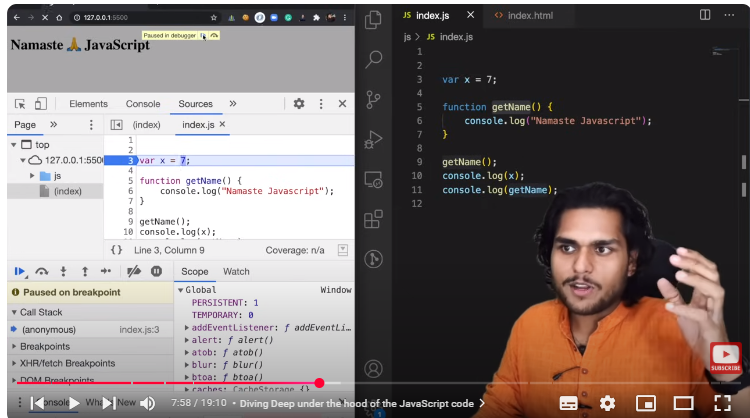 127.0.0.1:5500
Paused in debugger
Namaste 🙏 JavaScript
Elements Console Sources »
Page » (index) index.js ×
top
127.0.0.1:5500
js
(index)
1
2
3 var x = 7;
4
5 function getName() {
6 console.log("Namaste Javascript");
7 }
8
9 getName();
10 console.log(x);
{} Line 3, Column 9 Coverage: n/a
Scope Watch
Paused on breakpoint
Call Stack
(anonymous) index.js:3
Breakpoints
XHR/fetch Breakpoints
DOM Breakpoints
Global Window
PERSISTENT: 1
TEMPORARY: 0
addEventListener: ƒ addEventLi…
alert: ƒ alert()
atob: ƒ atob()
blur: ƒ blur()
btoa: ƒ btoa()
caches: CacheStorage {}
JS index.js × <> index.html
js > JS index.js
1
2
3 var x = 7;
4
5 function getName() {
6 console.log("Namaste Javascript");
7 }
8
9 getName();
10 console.log(x);
11 console.log(getName);
12
SUBSCRIBE
7:58 / 19:10 • Diving Deep under the hood of the JavaScript code >